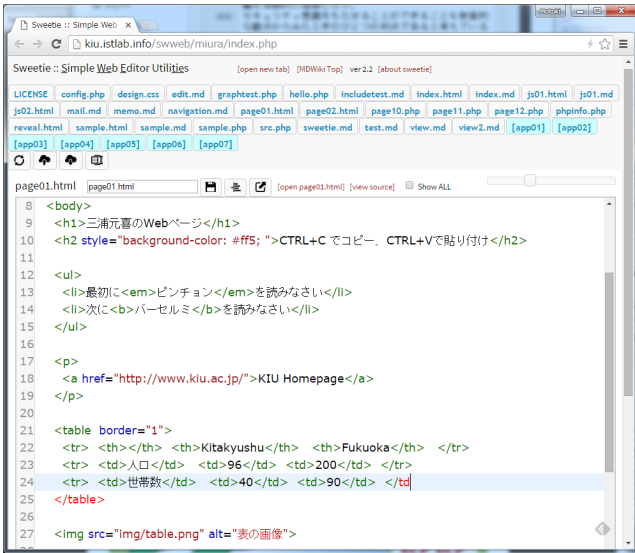 Sweetie :: Simple Web
kiu.istlab.info/swweb/miura/index.php
Sweetie :: Simple Web Editor Utilities [open new tab] [MDWiki Top] ver 2.2 [about sweetie]
LICENSE config.php design.css edit.md graphtest.php hello.php includetest.md index.html index.md js01.html js01.md
js02.html mail.md memo.md navigation.md page01.html page02.html page10.php page11.php page12.php phpinfo.php
reveal.html sample.html sample.md sample.php src.php sweetie.md test.md view.md view2.md [app01] [app02]
[app03] [app04] [app05] [app06] [app07]
page01.html page01.html [open page01.html] [view source] Show ALL
8 <body>
9 <h1>三浦元喜のWebページ</h1>
10 <h2 style="background-color: #ff5; ">CTRL+C でコピー、CTRL+Vで貼り付け</h2>
11
12 <ul>
13 <li>最初に<em>ピンチョン</em>を読みなさい</li>
14 <li>次に<b>バーセルミ</b>を読みなさい</li>
15 </ul>
16
17 <p>
18 <a href="http://www.kiu.ac.jp/">KIU Homepage</a>
19 </p>
20
21 <table border="1">
22 <tr> <th></th> <th>Kitakyushu</th> <th>Fukuoka</th> </tr>
23 <tr> <td>人口</td> <td>96</td> <td>200</td> </tr>
24 <tr> <td>世帯数</td> <td>40</td> <td>90</td> </td
25 </table>
26
27 <img src="img/table.png" alt="表の画像">